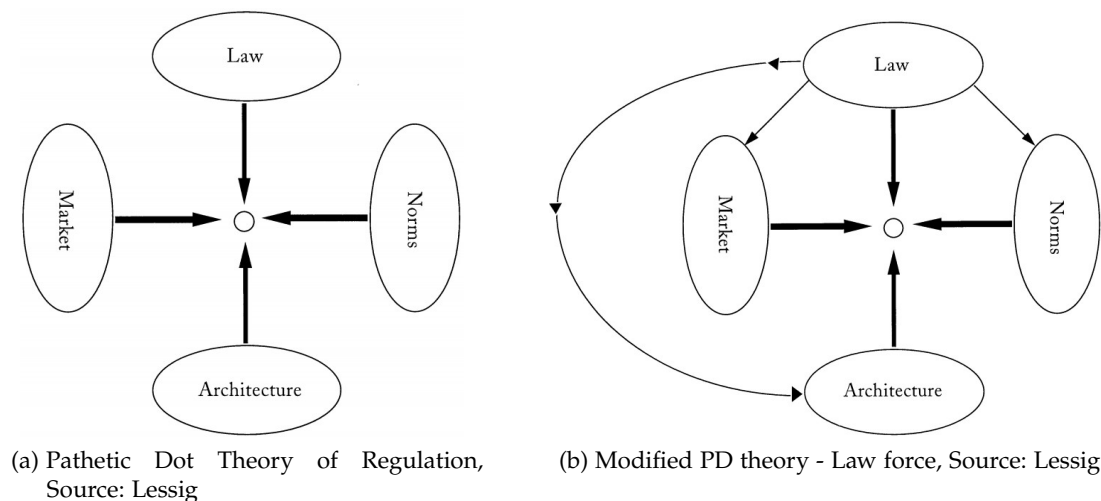 Law
Market
Norms
Architecture
(a) Pathetic Dot Theory of Regulation,
Source: Lessig
Law
Market
Norms
Architecture
(b) Modified PD theory - Law force, Source: Lessig